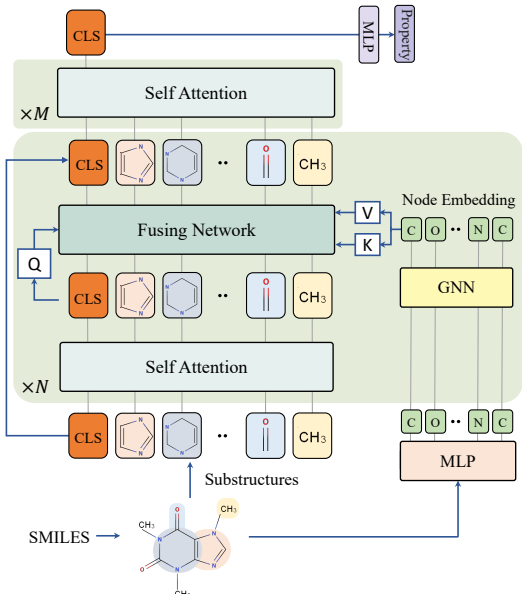 CLS
MLP
Property
Self Attention
×M
CLS
N
N
N
N
··
O
CH₃
Node Embedding
V
K
Q
Fusing Network
C
O
··
N
C
GNN
CLS
N
N
N
N
··
O
CH₃
Self Attention
×N
CLS
N
N
N
N
··
O
CH₃
C
O
··
N
C
MLP
Substructures
SMILES
O
CH₃
CH₃
N
N
O
N
N
CH₃